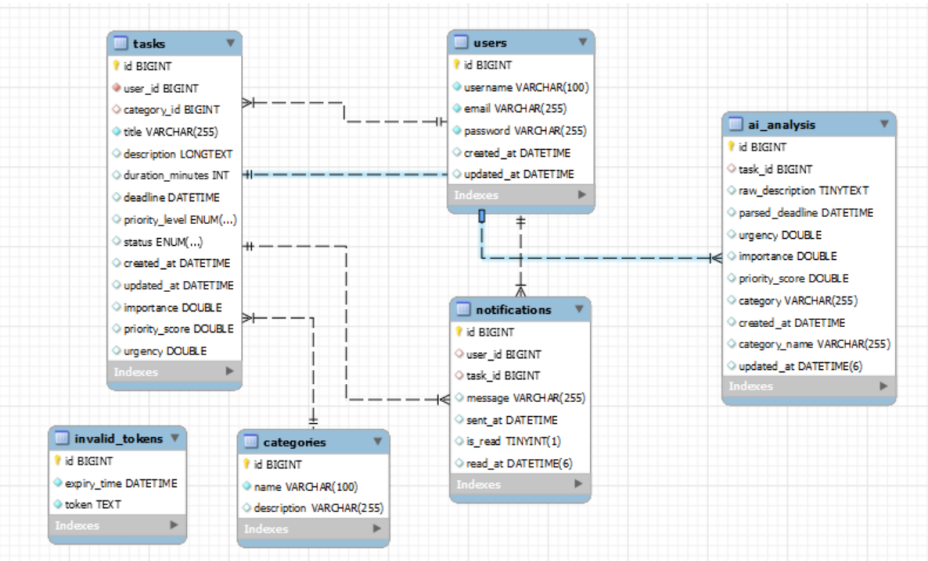 tasks
id BIGINT
user_id BIGINT
category_id BIGINT
title VARCHAR(255)
description LONGTEXT
duration_minutes INT
deadline DATETIME
priority_level ENUM(...)
status ENUM(...)
created_at DATETIME
updated_at DATETIME
importance DOUBLE
priority_score DOUBLE
urgency DOUBLE
Indexes
users
id BIGINT
username VARCHAR(100)
email VARCHAR(255)
password VARCHAR(255)
created_at DATETIME
updated_at DATETIME
Indexes
ai_analysis
id BIGINT
task_id BIGINT
raw_description TINYTEXT
parsed_deadline DATETIME
urgency DOUBLE
importance DOUBLE
priority_score DOUBLE
category VARCHAR(255)
created_at DATETIME
category_name VARCHAR(255)
updated_at DATETIME(6)
Indexes
notifications
id BIGINT
user_id BIGINT
task_id BIGINT
message VARCHAR(255)
sent_at DATETIME
is_read TINYINT(1)
read_at DATETIME(6)
Indexes
invalid_tokens
id BIGINT
expiry_time DATETIME
token TEXT
Indexes
categories
id BIGINT
name VARCHAR(100)
description VARCHAR(255)
Indexes